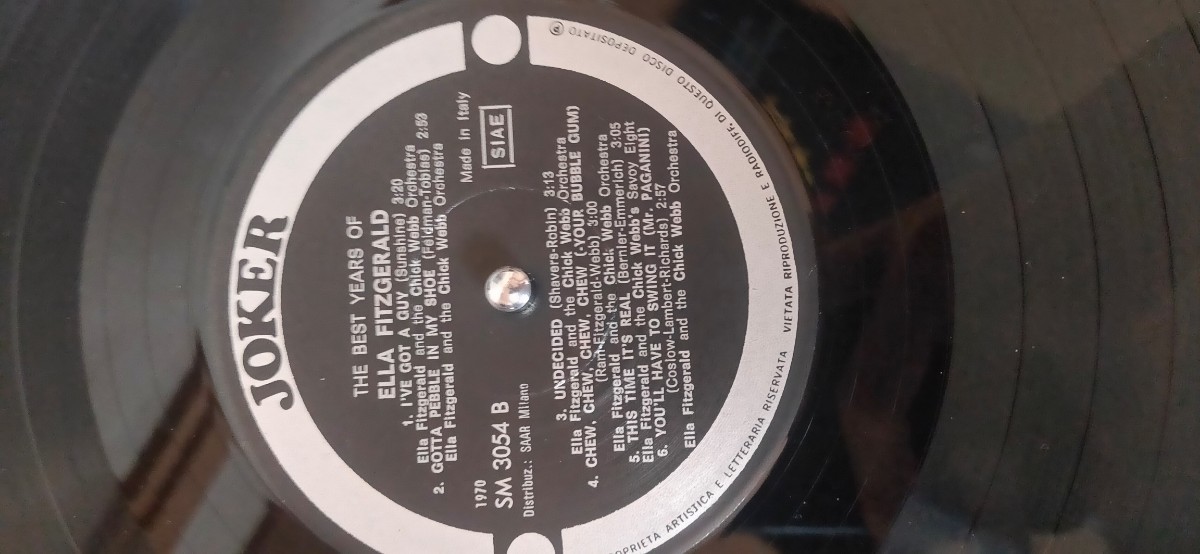 JOKER
THE BEST YEARS OF
ELLA FITZGERALD
1. I'VE GOT A GUY (Sunshine) 3:20
Ella Fitzgerald and the Chick Webb Orchestra
2. GOTTA PEBBLE IN MY SHOE (Feldman-Tobias) 2:53
Ella Fitzgerald and the Chick Webb Orchestra
1970
SM 3054 B
Distribuz.: SAAR Milano
Made in Italy
SIAE
3. UNDECIDED (Shavers-Robin) 3:13
Ella Fitzgerald and the Chick Webb Orchestra
4. CHEW, CHEW, CHEW, CHEW (-YOUR BUBBLE GUM)
(Ram-Fitzgerald-Webb) 3:00
Ella Fitzgerald and the Chick Webb Orchestra
5. THIS TIME IT'S REAL (Bernier-Emmerich) 3:05
Ella Fitzgerald and the Chick Webb's Savoy Eight
6. YOU'LL HAVE TO SWING IT (Mr. PAGANINI)
(Coslow-Lambert-Richards) 2:57
Ella Fitzgerald and the Chick Webb Orchestra
ARTISTICA E LETTERARIA RISERVATA VIETATA RIPRODUZIONE E RADIODIFF. DI QUESTO DISCO DEPOSITATO ℗